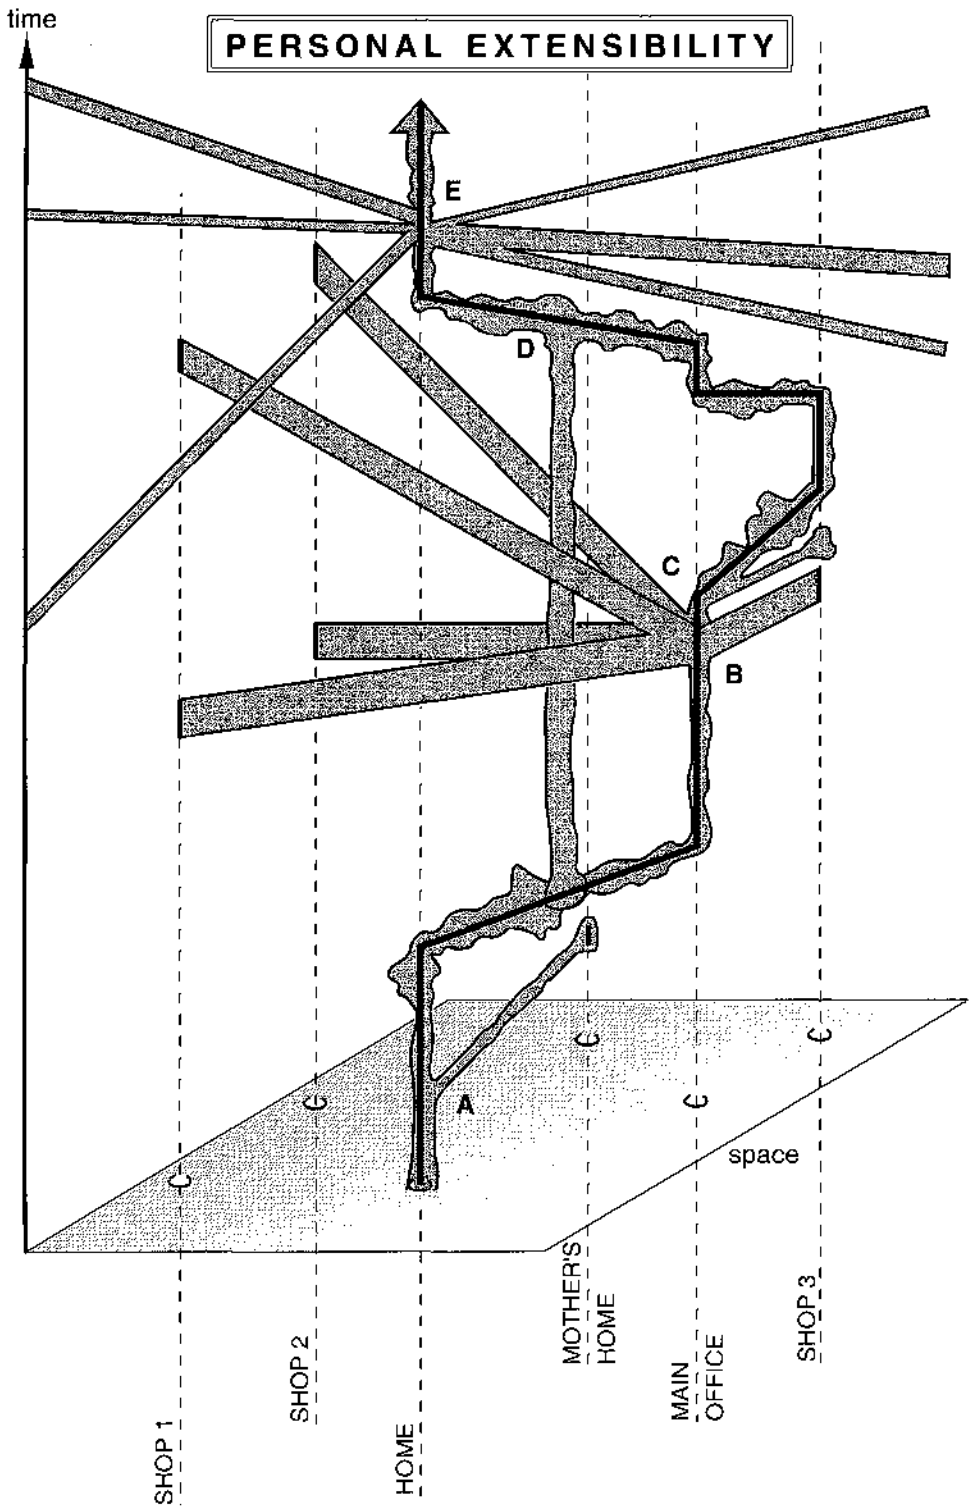 time
PERSONAL EXTENSIBILITY
E
D
C
B
A
space
SHOP 1
SHOP 2
HOME
MOTHER'S
HOME
MAIN
OFFICE
SHOP 3